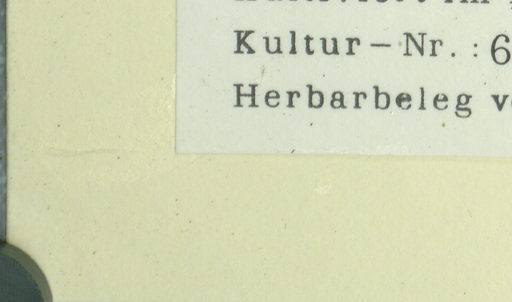 Kultur-Nr.: 6
Herbarbeleg v